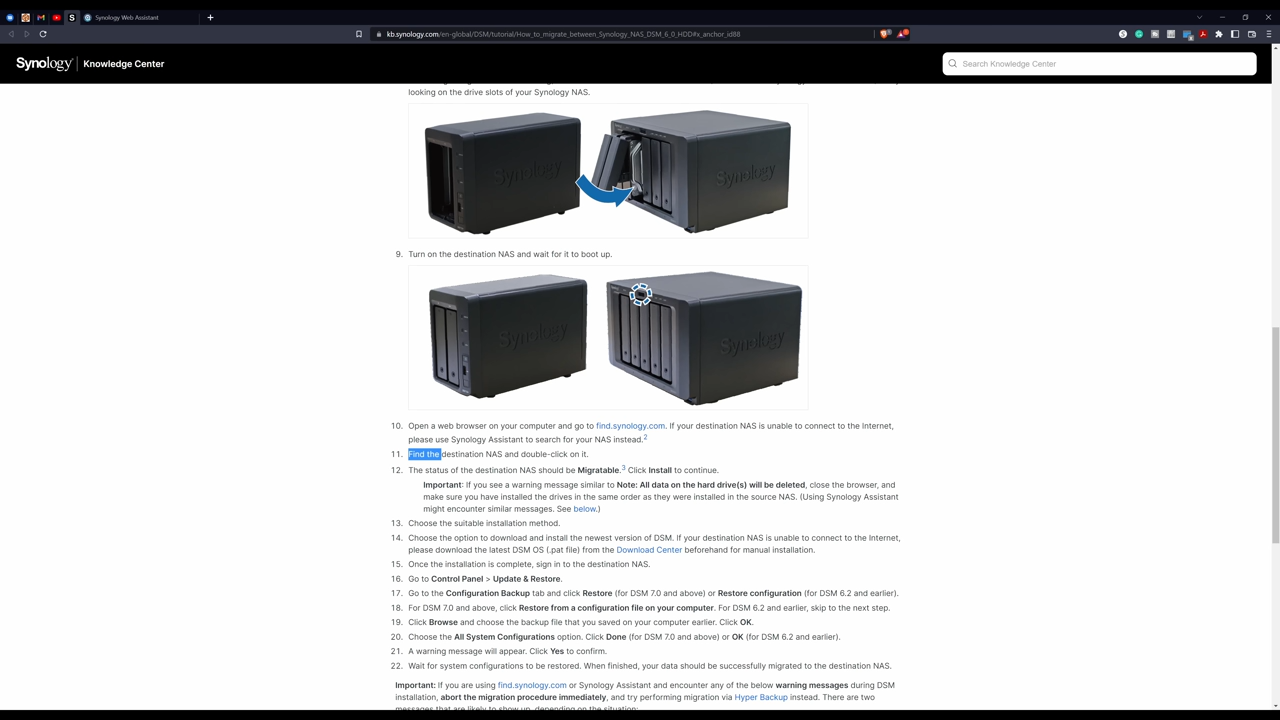 Synology Web Assistant
kb.synology.com/en-global/DSM/tutorial/How_to_migrate_between_Synology_NAS_DSM_6_0_HDD#x_anchor_id88
Synology Knowledge Center
Search Knowledge Center
looking on the drive slots of your Synology NAS.
Synology Synology
9. Turn on the destination NAS and wait for it to boot up.
Synology Synology
10. Open a web browser on your computer and go to find.synology.com. If your destination NAS is unable to connect to the Internet,
please use Synology Assistant to search for your NAS instead.2
11. Find the destination NAS and double-click on it.
12. The status of the destination NAS should be Migratable.3 Click Install to continue.
Important: If you see a warning message similar to Note: All data on the hard drive(s) will be deleted, close the browser, and
make sure you have installed the drives in the same order as they were installed in the source NAS. (Using Synology Assistant
might encounter similar messages. See below.)
13. Choose the suitable installation method.
14. Choose the option to download and install the newest version of DSM. If your destination NAS is unable to connect to the Internet,
please download the latest DSM OS (.pat file) from the Download Center beforehand for manual installation.
15. Once the installation is complete, sign in to the destination NAS.
16. Go to Control Panel > Update & Restore.
17. Go to the Configuration Backup tab and click Restore (for DSM 7.0 and above) or Restore configuration (for DSM 6.2 and earlier).
18. For DSM 7.0 and above, click Restore from a configuration file on your computer. For DSM 6.2 and earlier, skip to the next step.
19. Click Browse and choose the backup file that you saved on your computer earlier. Click OK.
20. Choose the All System Configurations option. Click Done (for DSM 7.0 and above) or OK (for DSM 6.2 and earlier).
21. A warning message will appear. Click Yes to confirm.
22. Wait for system configurations to be restored. When finished, your data should be successfully migrated to the destination NAS.
Important: If you are using find.synology.com or Synology Assistant and encounter any of the below warning messages during DSM
installation, abort the migration procedure immediately, and try performing migration via Hyper Backup instead. There are two
messages that are likely to show up, depending on the situation: